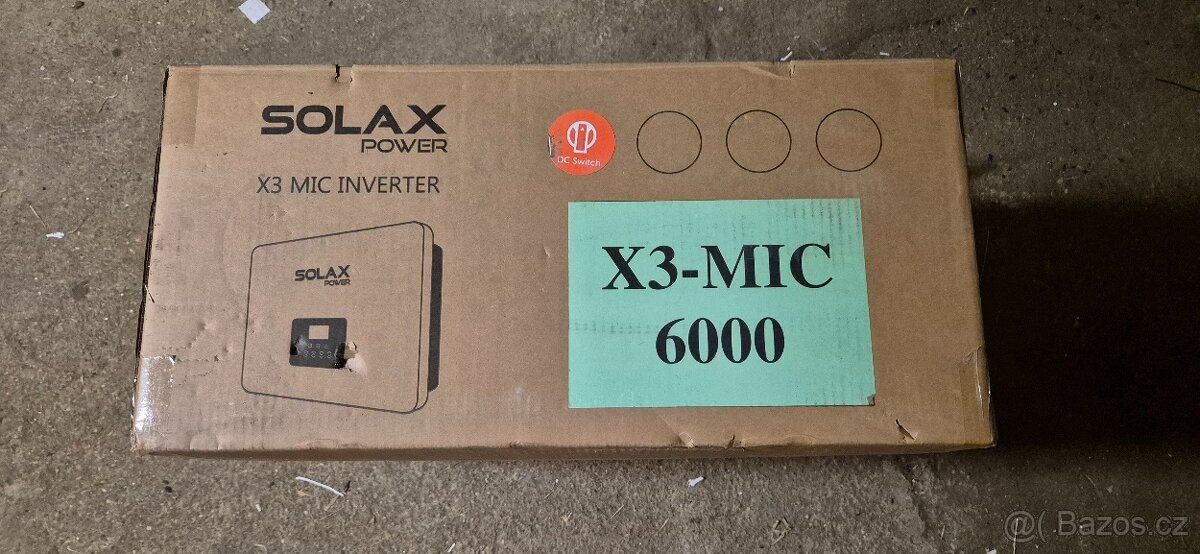 SOLAX
POWER
X3 MIC INVERTER
DC Switch
SOLAX
POWER
X3-MIC
6000
@( Bazos.cz